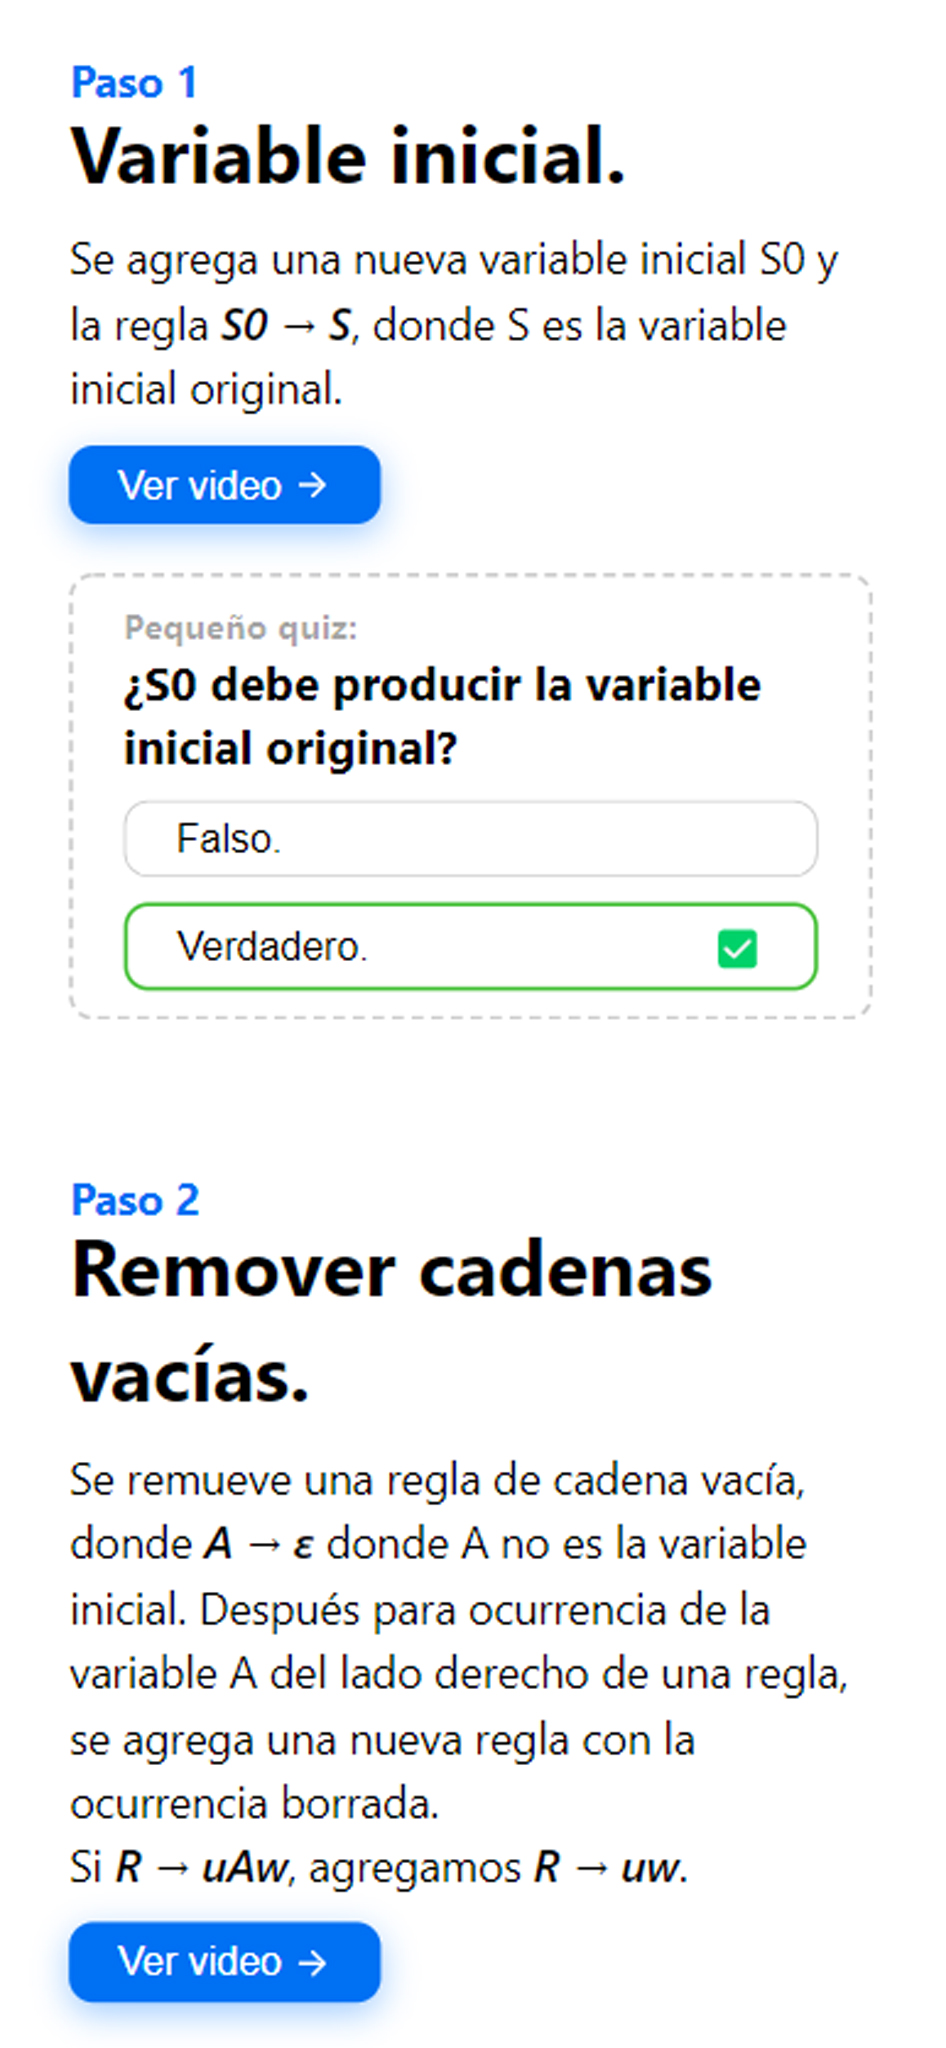 Paso 1
Variable inicial.
Se agrega una nueva variable inicial S0 y
la regla S0 → S, donde S es la variable
inicial original.
Ver video →
Pequeño quiz:
¿S0 debe producir la variable
inicial original?
Falso.
Verdadero.
Paso 2
Remover cadenas
vacías.
Se remueve una regla de cadena vacía,
donde A → ε donde A no es la variable
inicial. Después para ocurrencia de la
variable A del lado derecho de una regla,
se agrega una nueva regla con la
ocurrencia borrada.
Si R → uAw, agregamos R → uw.
Ver video →